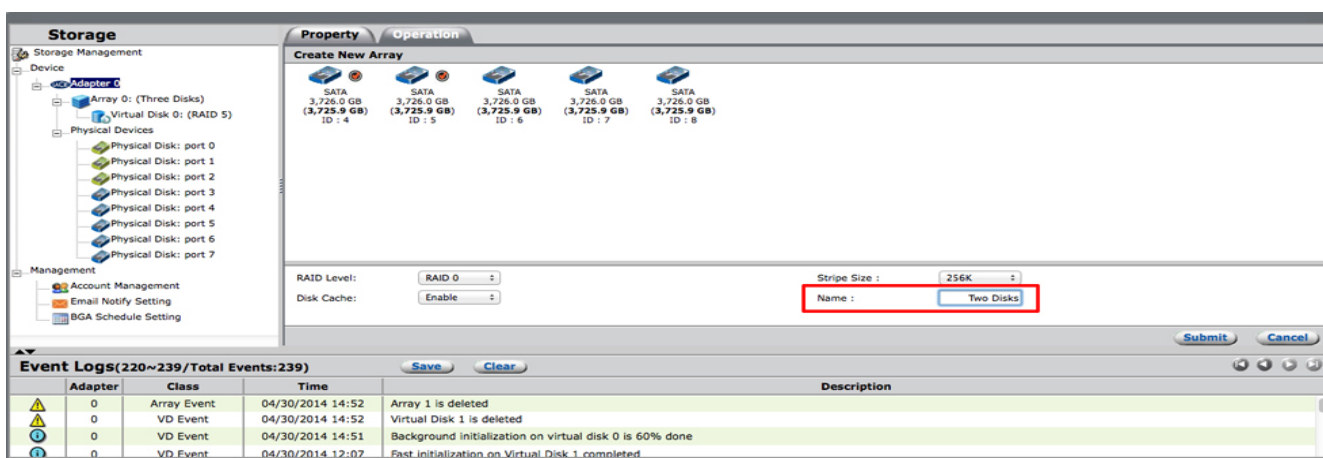 Storage
Storage Management
Device
Adapter 0
Array 0: (Three Disks)
Virtual Disk 0: (RAID 5)
Physical Devices
Physical Disk: port 0
Physical Disk: port 1
Physical Disk: port 2
Physical Disk: port 3
Physical Disk: port 4
Physical Disk: port 5
Physical Disk: port 6
Physical Disk: port 7
Management
Account Management
Email Notify Setting
BGA Schedule Setting
Property Operation
Create New Array
SATA SATA SATA SATA SATA
3,726.0 GB 3,726.0 GB 3,726.0 GB 3,726.0 GB 3,726.0 GB
(3,725.9 GB) (3,725.9 GB) (3,725.9 GB) (3,725.9 GB) (3,725.9 GB)
ID : 4 ID : 5 ID : 6 ID : 7 ID : 8
RAID Level: RAID 0 Stripe Size : 256K
Disk Cache: Enable Name : Two Disks
Submit Cancel
Event Logs(220~239/Total Events:239) Save Clear
Adapter Class Time Description
0 Array Event 04/30/2014 14:52 Array 1 is deleted
0 VD Event 04/30/2014 14:52 Virtual Disk 1 is deleted
0 VD Event 04/30/2014 14:51 Background initialization on virtual disk 0 is 60% done
0 VD Event 04/30/2014 12:07 Fast initialization on Virtual Disk 1 completed